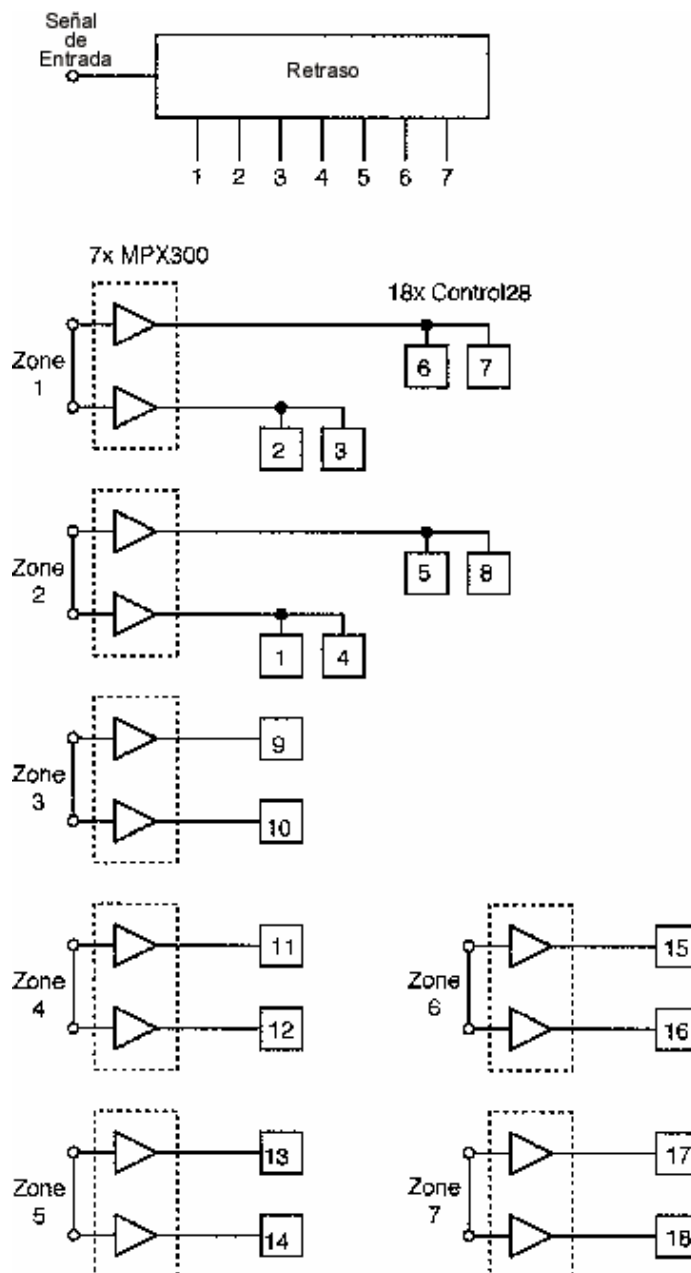 Señal
de
Entrada
Retraso
1 2 3 4 5 6 7
7x MPX300
18x Control28
Zone
1
6 7
2 3
Zone
2
5 8
1 4
Zone
3
9
10
Zone
4
11
12
Zone
6
15
16
Zone
5
13
14
Zone
7
17
18